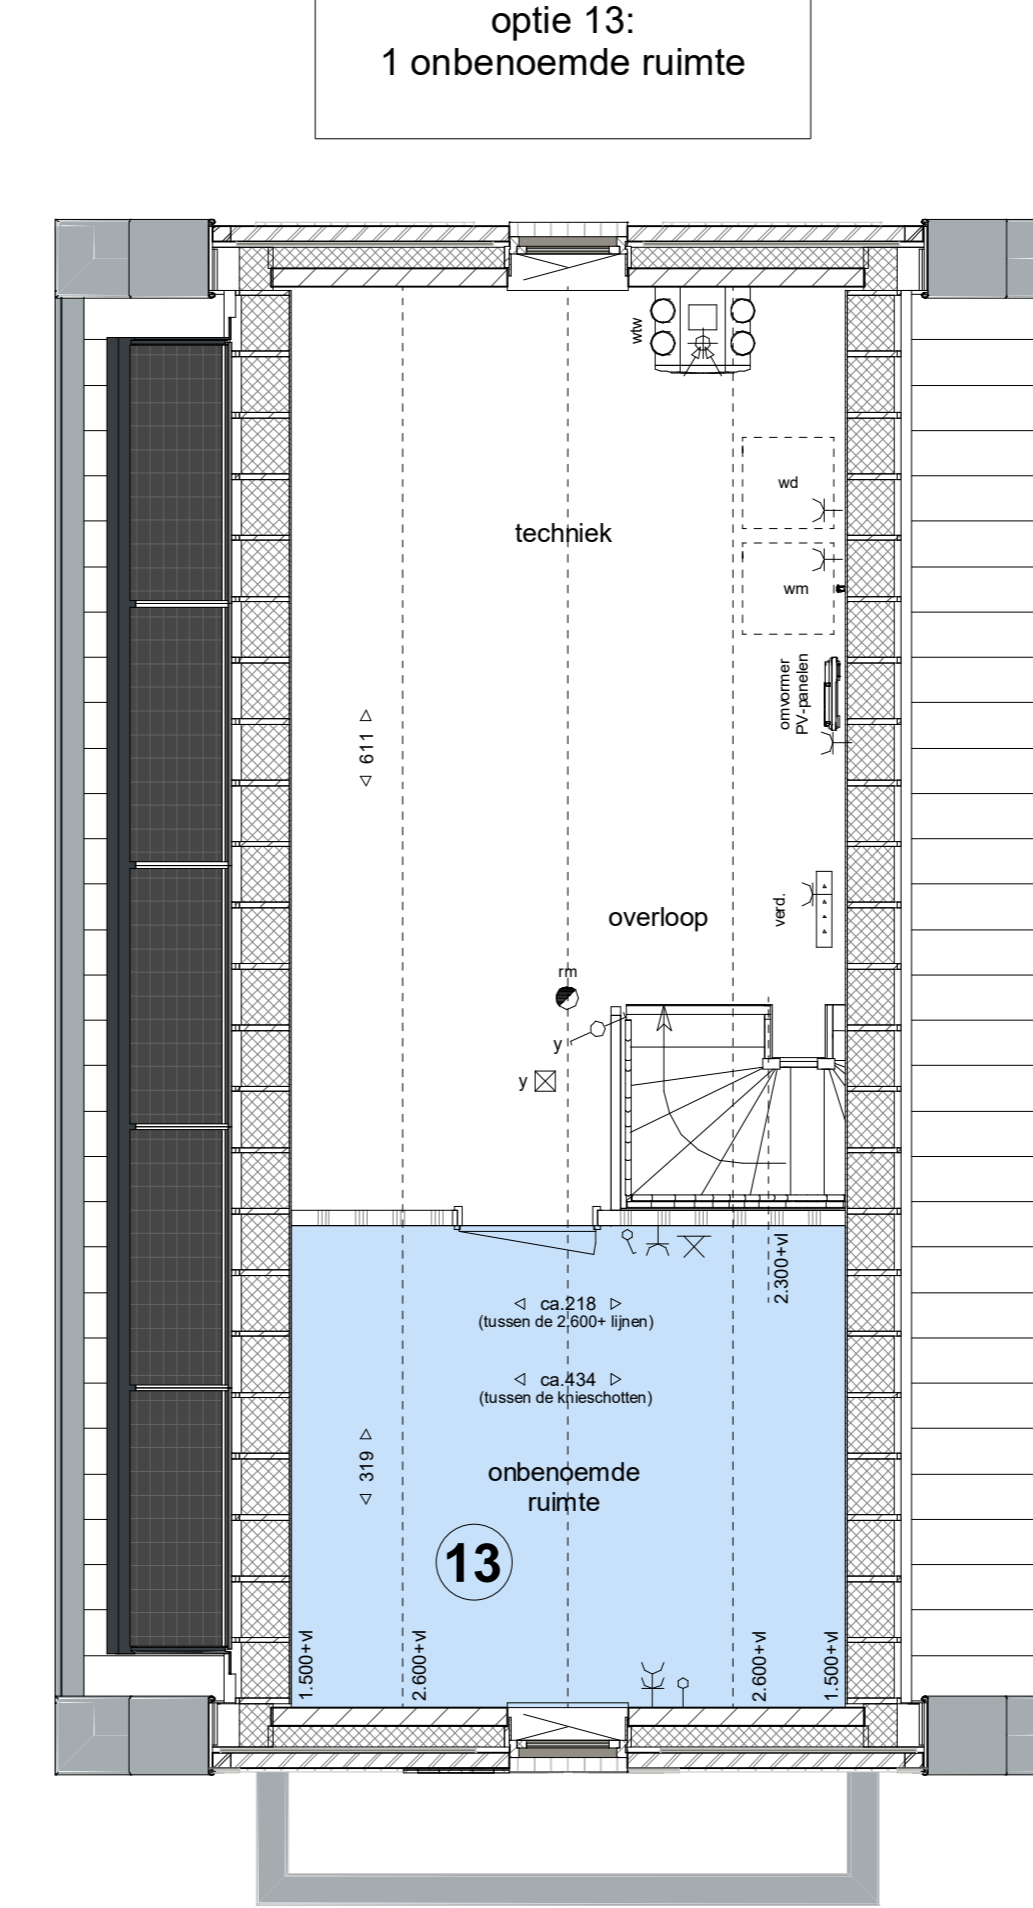 optie 13:
1 onbenoemde ruimte
wtw
wd
techniek
wm
omvormer
PV-panelen
611
verd.
overloop
rm
y
y
2.300+vl
ca.218
(tussen de 2.600+ lijnen)
ca.434
(tussen de knieschotten)
319
onbenoemde
ruimte
13
1.500+vl
2.600+vl
2.600+vl
1.500+vl